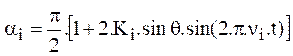 αᵢ = π/2 .[1+2.Kᵢ.sin θ.sin(2.π.νᵢ.t)]